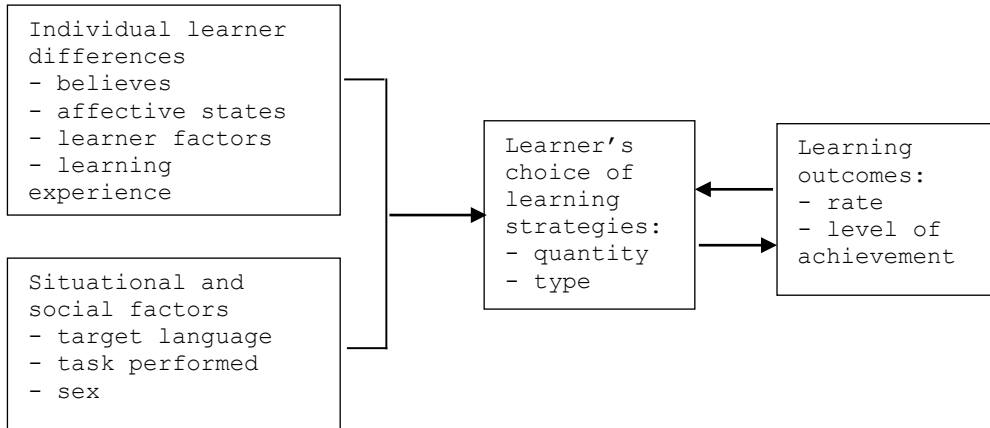 Individual learner
differences
- believes
- affective states
- learner factors
- learning
experience
Situational and
social factors
- target language
- task performed
- sex
Learner’s
choice of
learning
strategies:
- quantity
- type
Learning
outcomes:
- rate
- level of
achievement